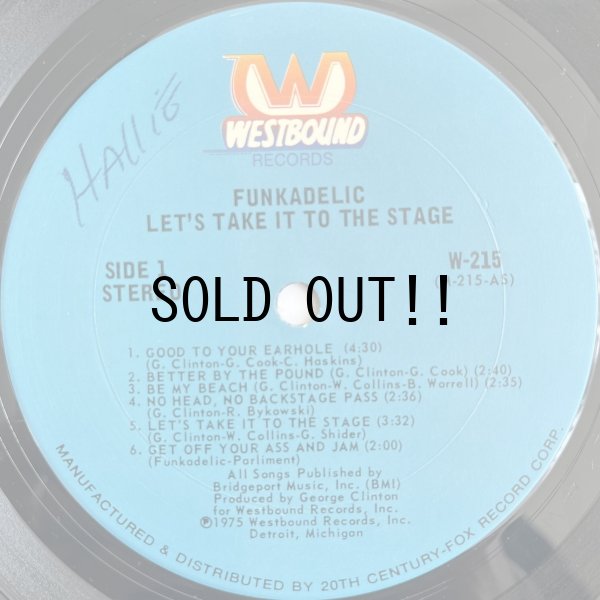 W
WESTBOUND
RECORDS
Hallie
FUNKADELIC
LET'S TAKE IT TO THE STAGE
SIDE 1
STEREO
W-215
(W-215-AS)
SOLD OUT!!
1. GOOD TO YOUR EARHOLE (4:30)
(G. Clinton-G. Cook-C. Haskins)
2. BETTER BY THE POUND (G. Clinton-G. Cook) (2:40)
3. BE MY BEACH (G. Clinton-W. Collins-B. Worrell) (2:35)
4. NO HEAD, NO BACKSTAGE PASS (2:36)
(G. Clinton-R. Bykowski)
5. LET'S TAKE IT TO THE STAGE (3:32)
(G. Clinton-W. Collins-G. Shider)
6. GET OFF YOUR ASS AND JAM (2:00)
(Funkadelic-Parliment)
All Songs Published by
Bridgeport Music, Inc. (BMI)
Produced by George Clinton
for Westbound Records, Inc.
Ⓟ1975 Westbound Records, Inc.
Detroit, Michigan
MANUFACTURED & DISTRIBUTED BY 20TH CENTURY-FOX RECORD CORP.